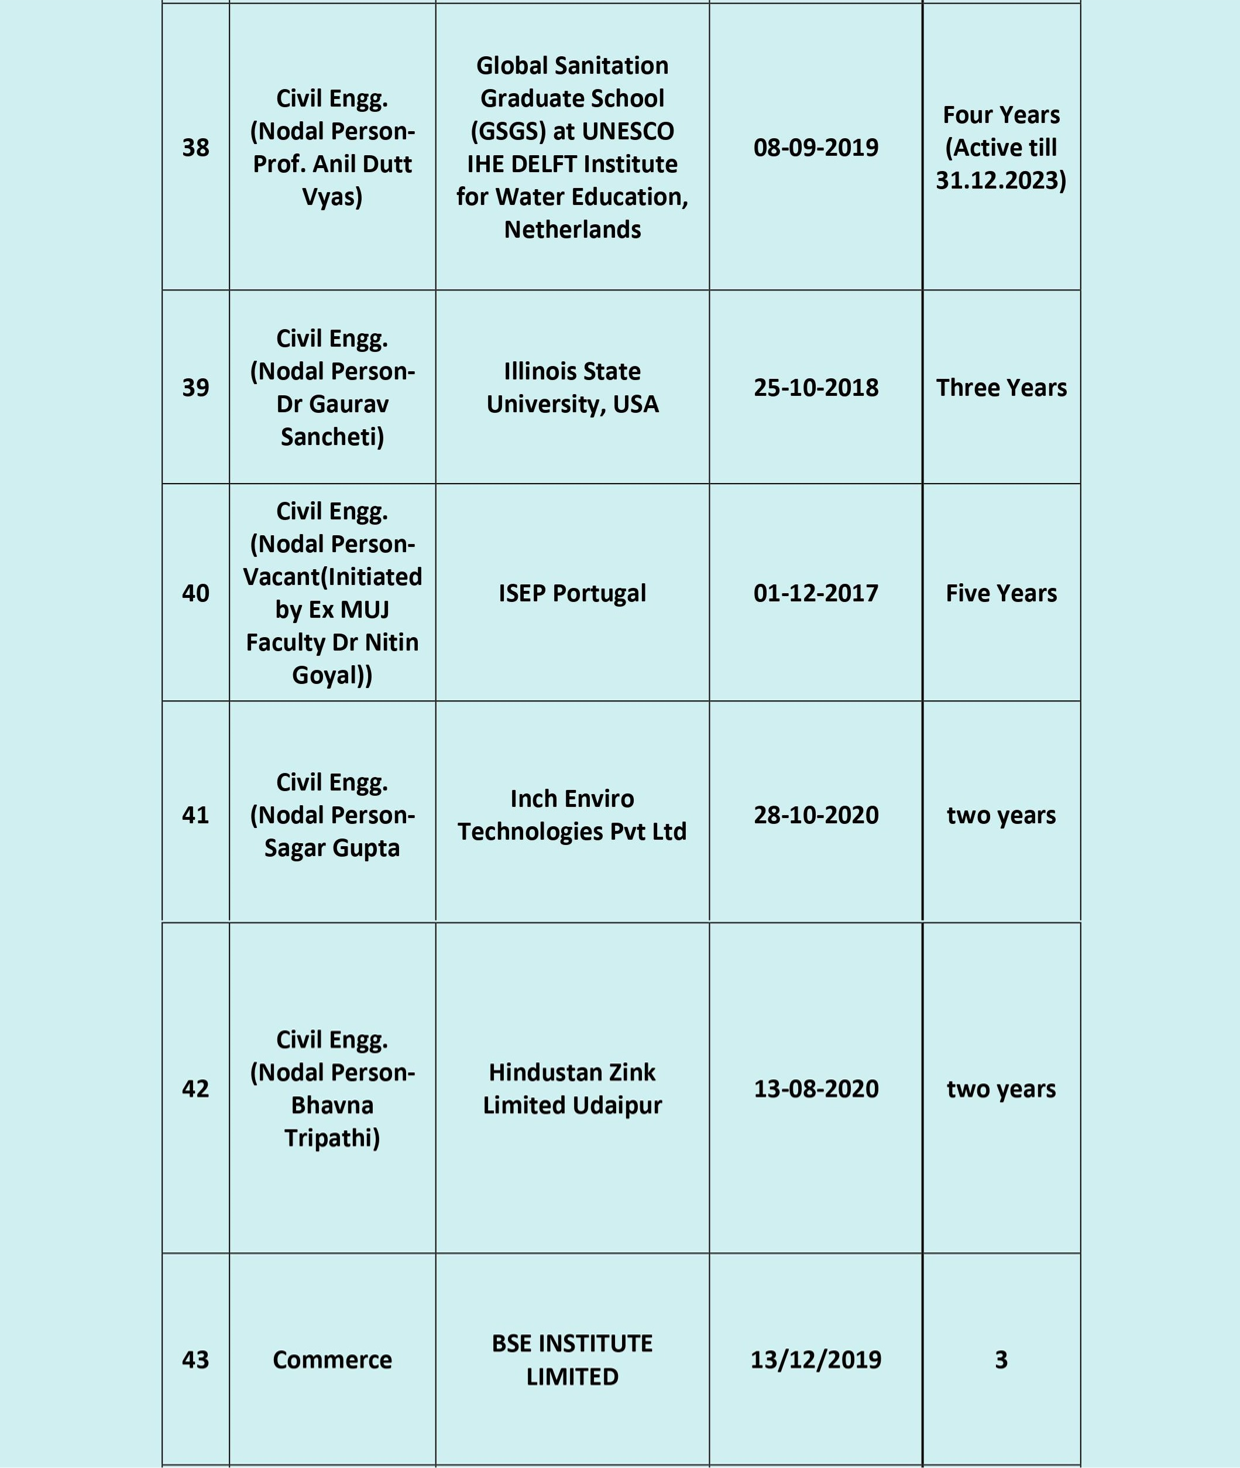 38
Civil Engg.
(Nodal Person-
Prof. Anil Dutt
Vyas)
Global Sanitation
Graduate School
(GSGS) at UNESCO
IHE DELFT Institute
for Water Education,
Netherlands
08-09-2019
Four Years
(Active till
31.12.2023)
39
Civil Engg.
(Nodal Person-
Dr Gaurav
Sancheti)
Illinois State
University, USA
25-10-2018
Three Years
40
Civil Engg.
(Nodal Person-
Vacant(Initiated
by Ex MUJ
Faculty Dr Nitin
Goyal))
ISEP Portugal
01-12-2017
Five Years
41
Civil Engg.
(Nodal Person-
Sagar Gupta
Inch Enviro
Technologies Pvt Ltd
28-10-2020
two years
42
Civil Engg.
(Nodal Person-
Bhavna
Tripathi)
Hindustan Zink
Limited Udaipur
13-08-2020
two years
43
Commerce
BSE INSTITUTE
LIMITED
13/12/2019
3